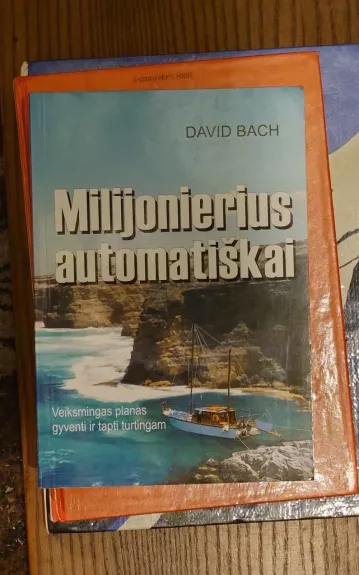 DAVID BACH
Milijonierius
automatiškai
Veiksmingas planas
gyventi ir tapti turtingam